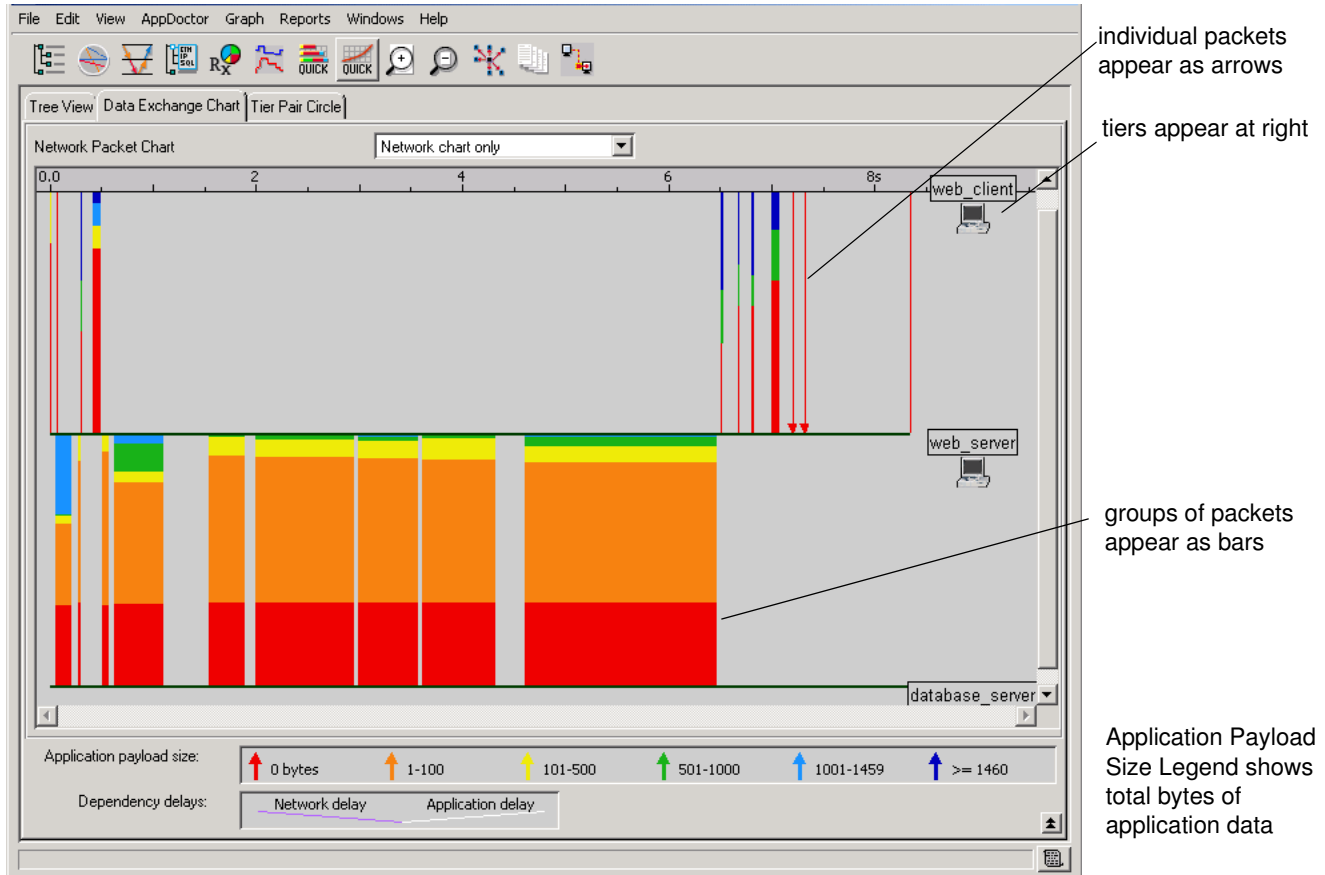 File Edit View AppDoctor Graph Reports Windows Help
ETH
IP
SQL
Rx
QUICK
QUICK
Tree View Data Exchange Chart Tier Pair Circle
Network Packet Chart Network chart only
0.0 2 4 6 8s
web_client
web_server
database_server
Application payload size: 0 bytes 1-100 101-500 501-1000 1001-1459 >= 1460
Dependency delays: Network delay Application delay
individual packets
appear as arrows
tiers appear at right
groups of packets
appear as bars
Application Payload
Size Legend shows
total bytes of
application data